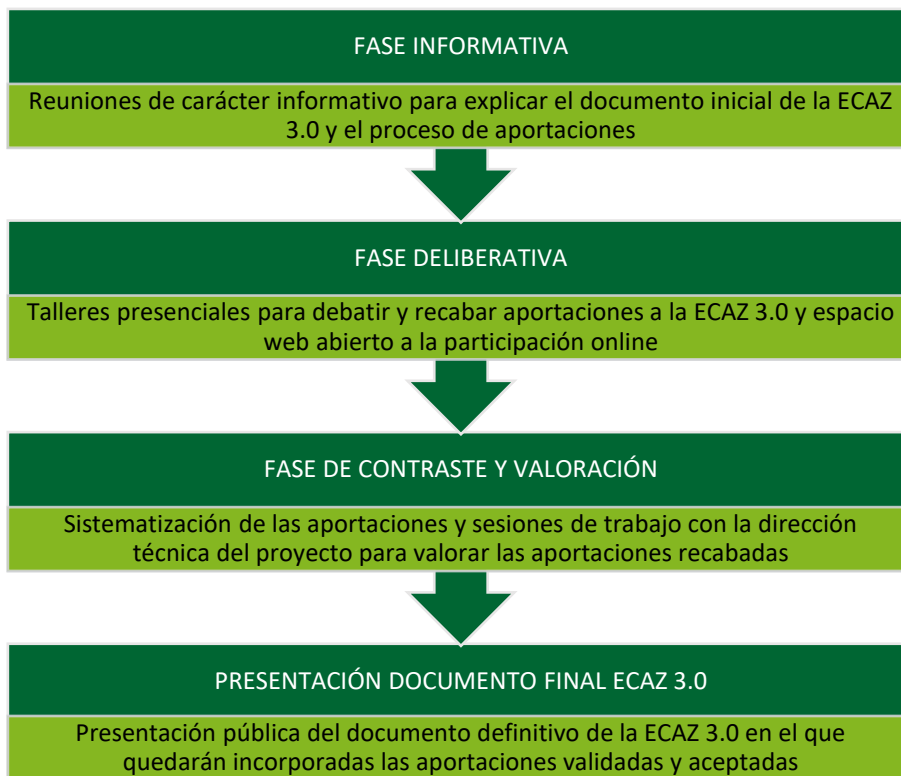 FASE INFORMATIVA
Reuniones de carácter informativo para explicar el documento inicial de la ECAZ
3.0 y el proceso de aportaciones
FASE DELIBERATIVA
Talleres presenciales para debatir y recabar aportaciones a la ECAZ 3.0 y espacio
web abierto a la participación online
FASE DE CONTRASTE Y VALORACIÓN
Sistematización de las aportaciones y sesiones de trabajo con la dirección
técnica del proyecto para valorar las aportaciones recabadas
PRESENTACIÓN DOCUMENTO FINAL ECAZ 3.0
Presentación pública del documento definitivo de la ECAZ 3.0 en el que
quedarán incorporadas las aportaciones validadas y aceptadas